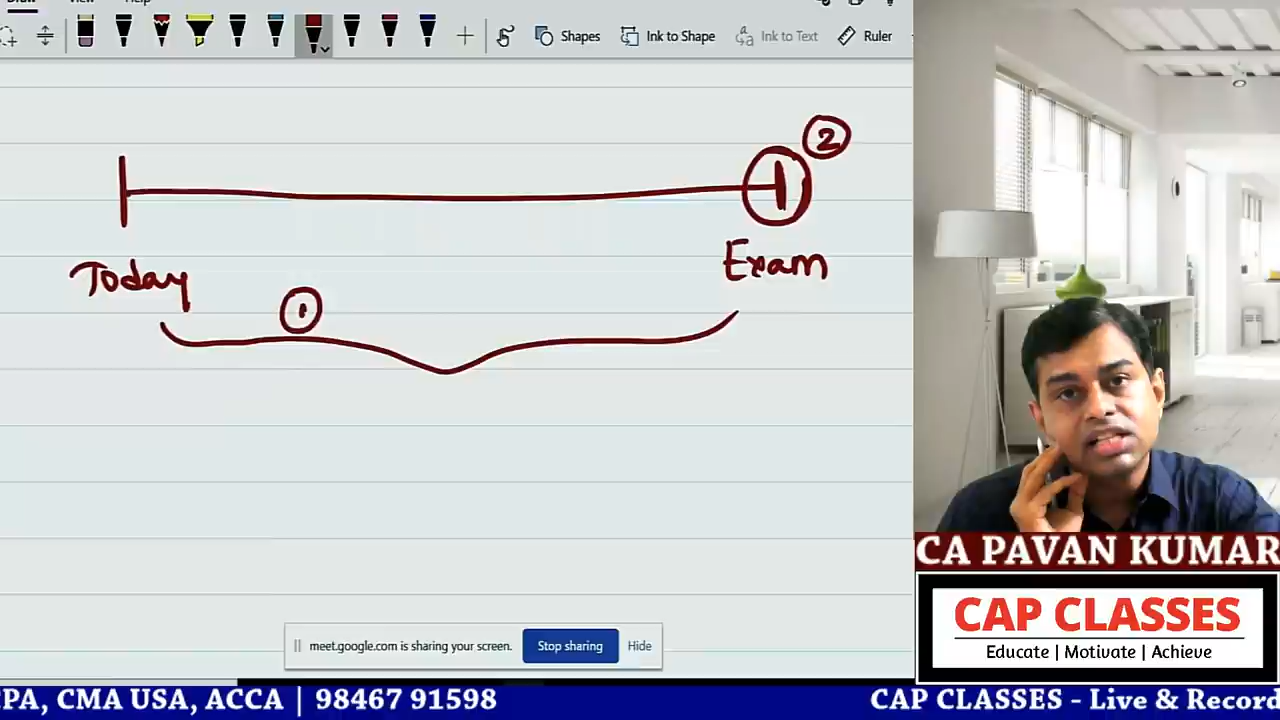 Shapes
Ink to Shape
Ink to Text
Ruler
2
Today
Exam
1
meet.google.com is sharing your screen.
Stop sharing
Hide
CA PAVAN KUMAR
CAP CLASSES
Educate | Motivate | Achieve
CPA, CMA USA, ACCA | 98467 91598
CAP CLASSES - Live & Record